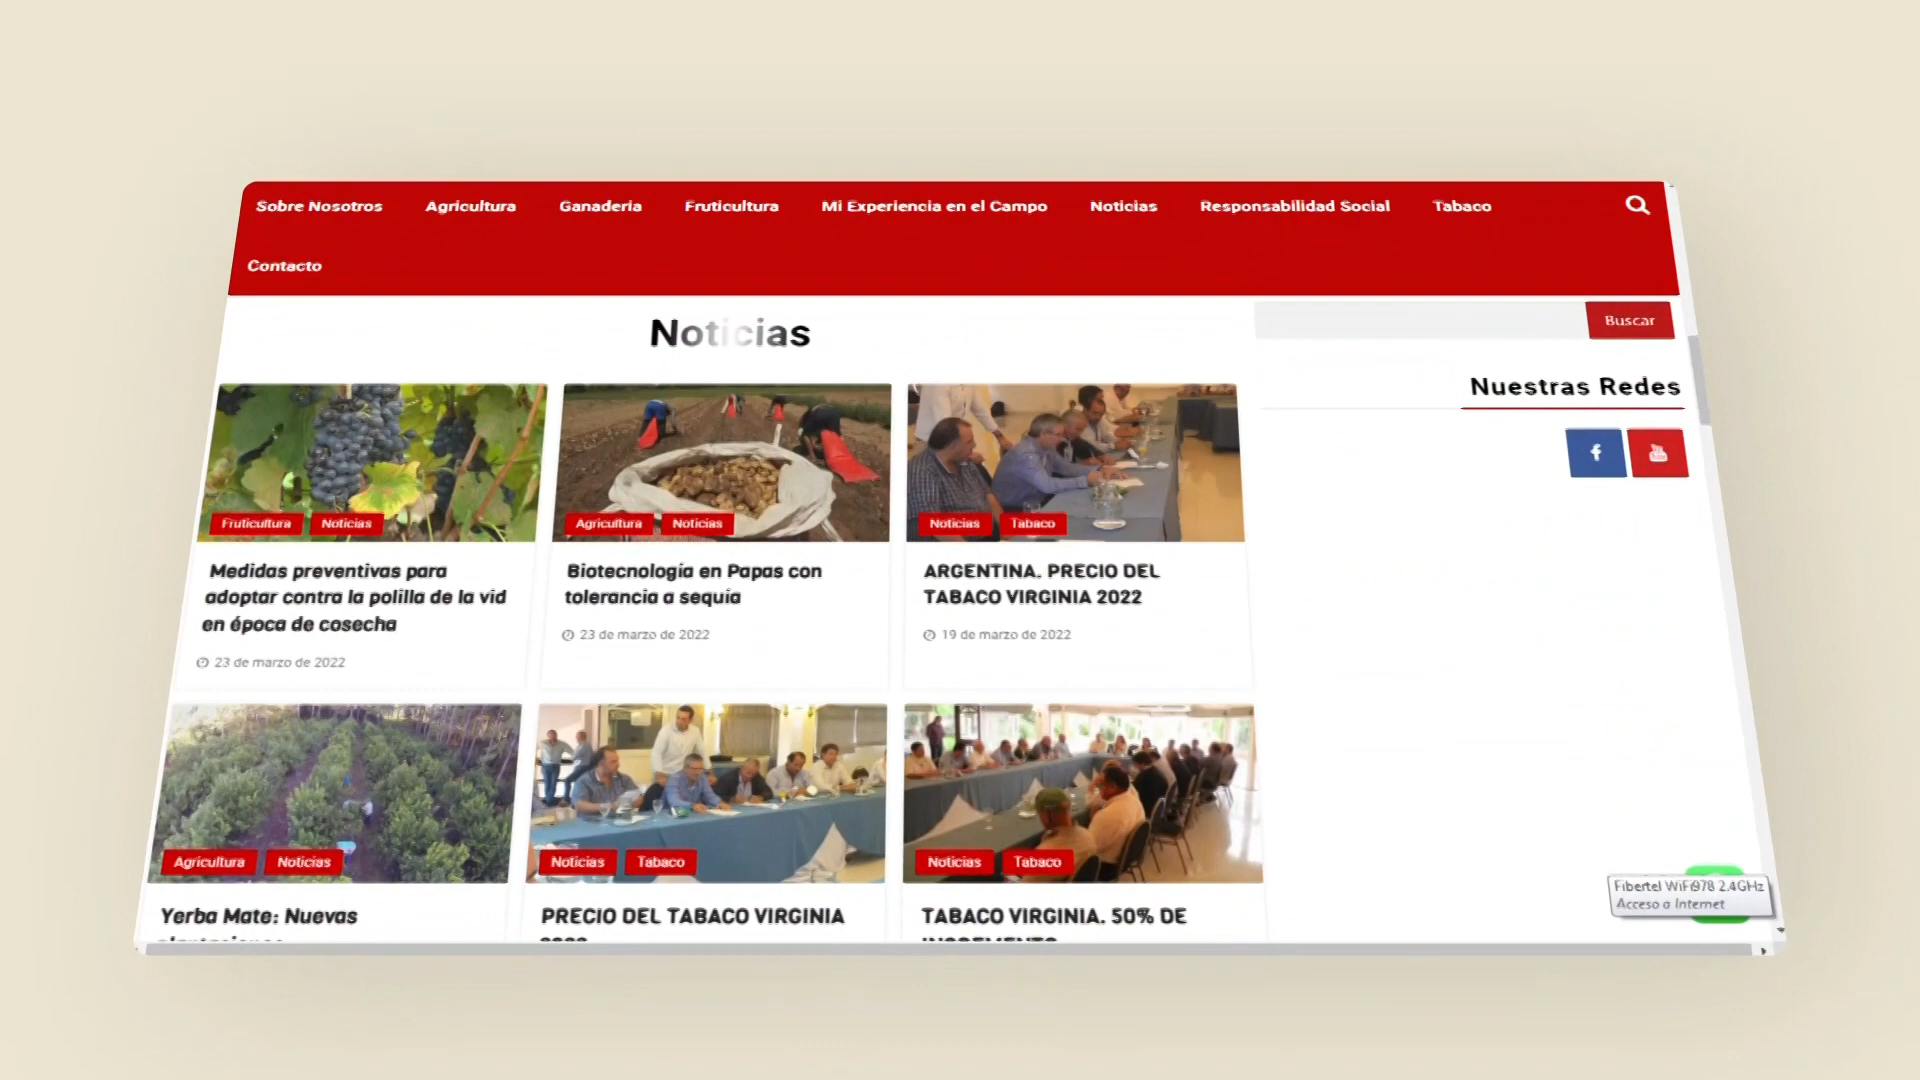 Sobre Nosotros Agricultura Ganaderia Fruticultura Mi Experiencia en el Campo Noticias Responsabilidad Social Tabaco
Contacto
Noticias
Buscar
Nuestras Redes
Fruticultura Noticias
Medidas preventivas para
adoptar contra la polilla de la vid
en época de cosecha
23 de marzo de 2022
Agricultura Noticias
Biotecnología en Papas con
tolerancia a sequía
23 de marzo de 2022
Noticias Tabaco
ARGENTINA. PRECIO DEL
TABACO VIRGINIA 2022
19 de marzo de 2022
Agricultura Noticias
Yerba Mate: Nuevas
Noticias Tabaco
PRECIO DEL TABACO VIRGINIA
Noticias Tabaco
TABACO VIRGINIA. 50% DE
Fibertel WiFi978 2.4GHz
Acceso a Internet